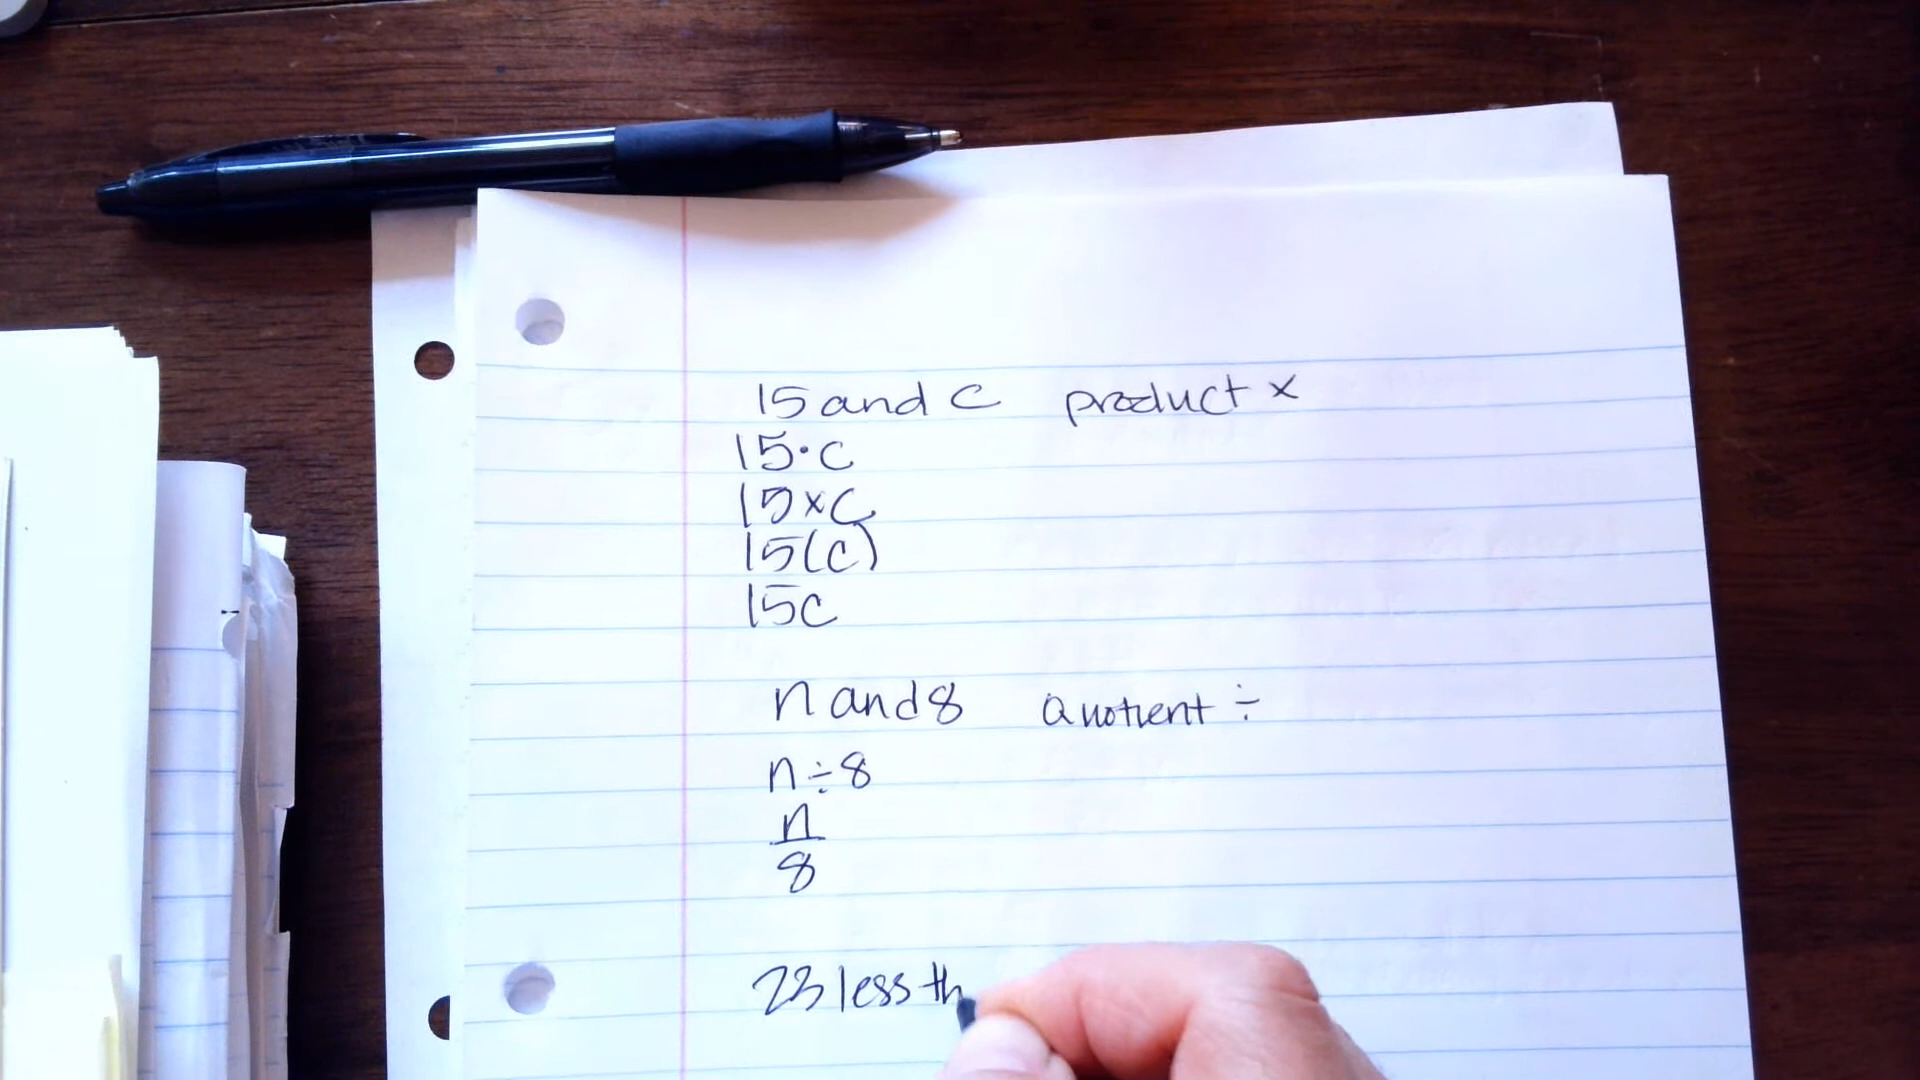 15 and C product ×
15·C
15×C
15(C)
15C
n and 8 Quotient ÷
n÷8
n
8
23 less th